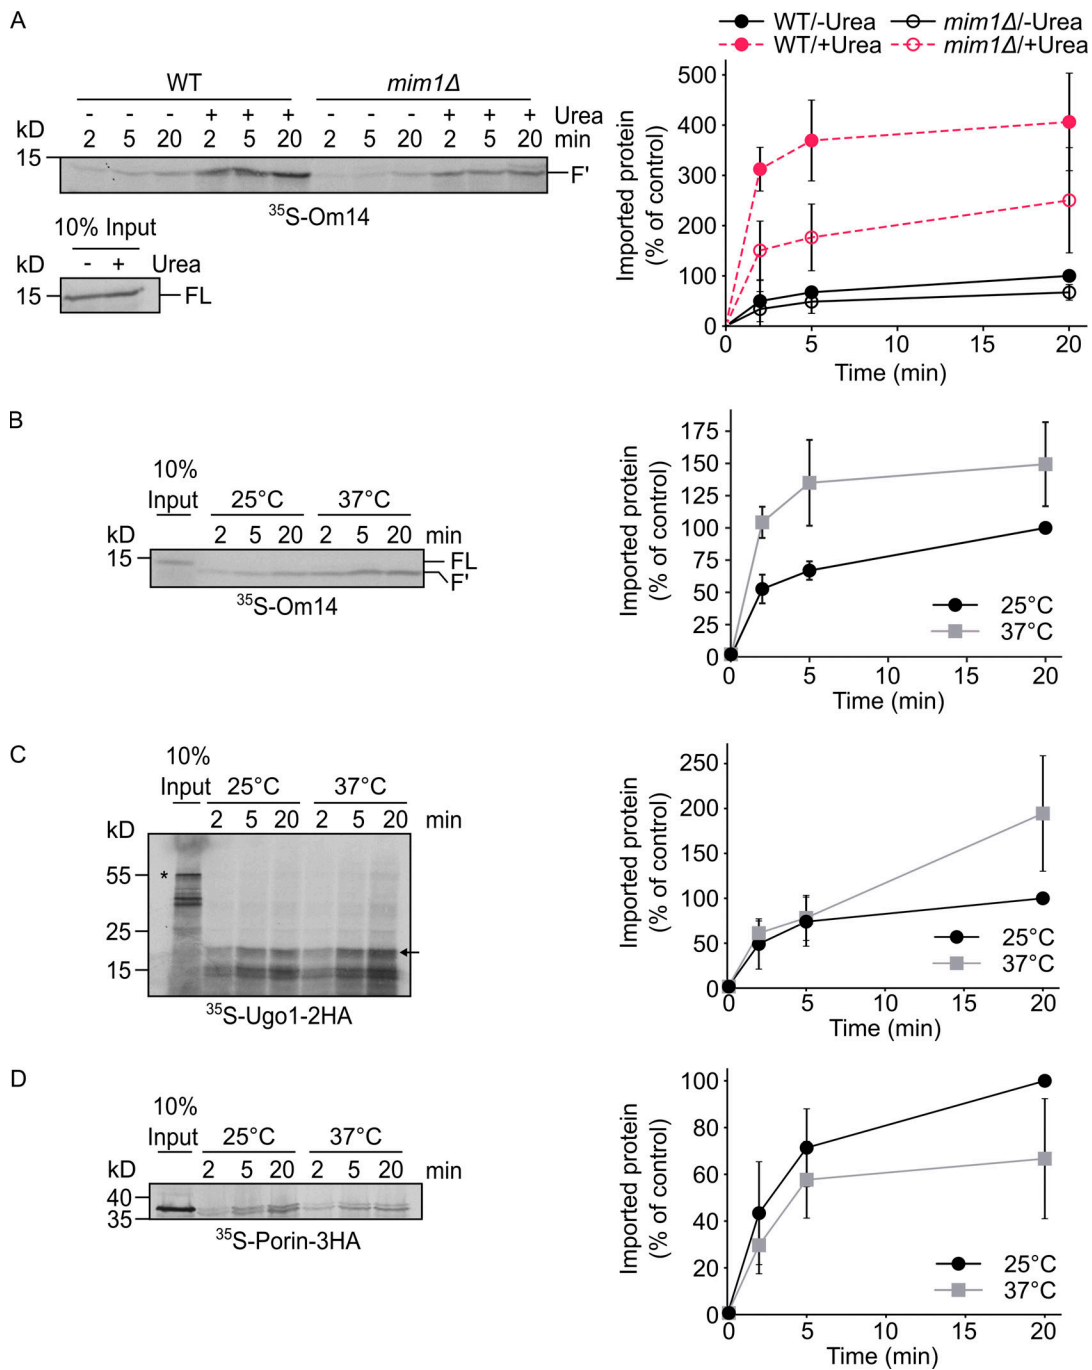 A
WT mim1Δ
- - - + + + - - - + + + Urea
kD 2 5 20 2 5 20 2 5 20 2 5 20 min
15 F'
³⁵S-Om14
10% Input
kD - + Urea
15 FL
WT/-Urea mim1Δ/-Urea
WT/+Urea mim1Δ/+Urea
Imported protein
(% of control)
500
400
300
200
100
0
0 5 10 15 20
Time (min)
B
10%
Input 25°C 37°C
kD 2 5 20 2 5 20 min
15 FL
F'
³⁵S-Om14
Imported protein
(% of control)
175
150
125
100
75
50
25
0
25°C
37°C
0 5 10 15 20
Time (min)
C
10%
Input 25°C 37°C
kD 2 5 20 2 5 20 min
55 *
25
15
³⁵S-Ugo1-2HA
Imported protein
(% of control)
250
200
150
100
50
0
25°C
37°C
0 5 10 15 20
Time (min)
D
10%
Input 25°C 37°C
kD 2 5 20 2 5 20 min
40
35
³⁵S-Porin-3HA
Imported protein
(% of control)
100
80
60
40
20
0
25°C
37°C
0 5 10 15 20
Time (min)